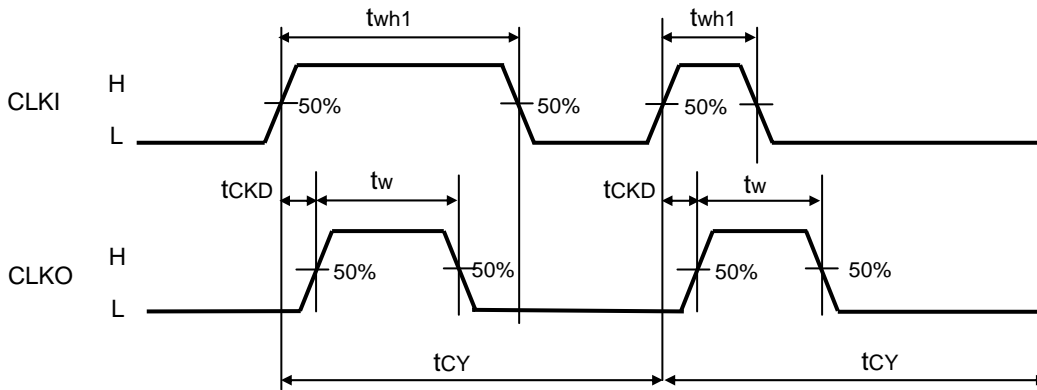 twh1 twh1
H
CLKI
50% 50% 50%
L
tCKD tw tCKD tw
H
CLKO
50% 50% 50% 50%
L
tCY tCY